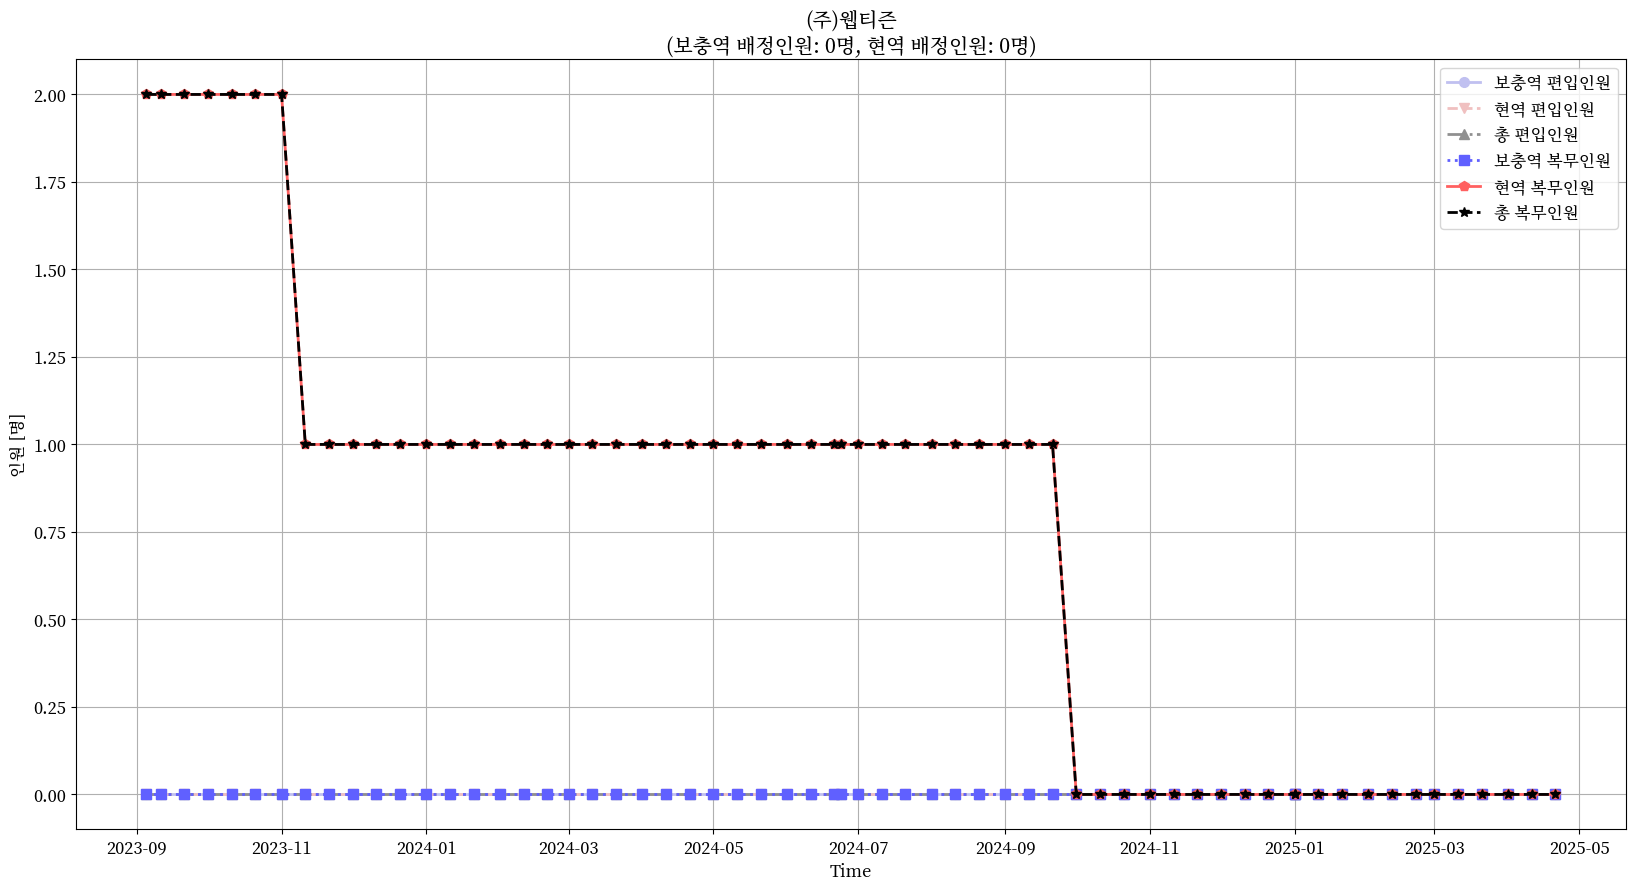 (주)웹티즌
(보충역 배정인원: 0명, 현역 배정인원: 0명)
보충역 편입인원
현역 편입인원
총 편입인원
보충역 복무인원
현역 복무인원
총 복무인원
인원 [명]
2.00
1.75
1.50
1.25
1.00
0.75
0.50
0.25
0.00
2023-09 2023-11 2024-01 2024-03 2024-05 2024-07 2024-09 2024-11 2025-01 2025-03 2025-05
Time